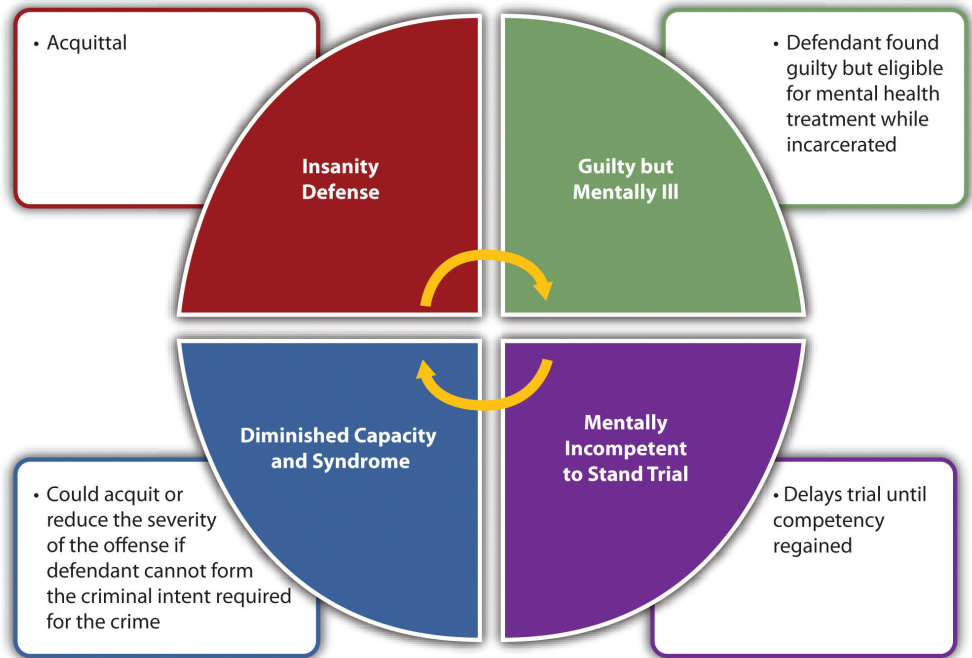 • Acquittal
Insanity
Defense
Guilty but
Mentally Ill
• Defendant found
guilty but eligible
for mental health
treatment while
incarcerated
Diminished Capacity
and Syndrome
• Could acquit or
reduce the severity
of the offense if
defendant cannot form
the criminal intent required
for the crime
Mentally
Incompetent
to Stand Trial
• Delays trial until
competency
regained